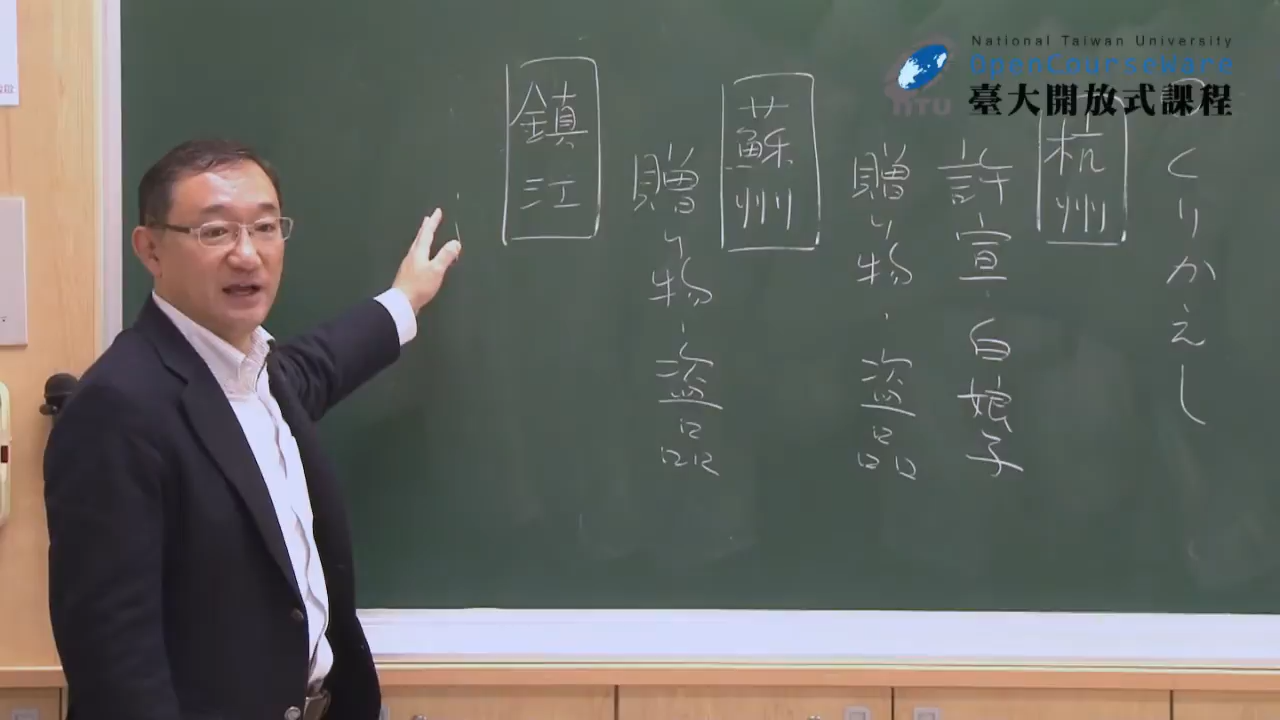 National Taiwan University
OpenCourseWare
臺大開放式課程
NTU
くりかえし
杭州
許宣・白娘子
贈り物・盗品
蘇州
贈り物・盗品
鎮江